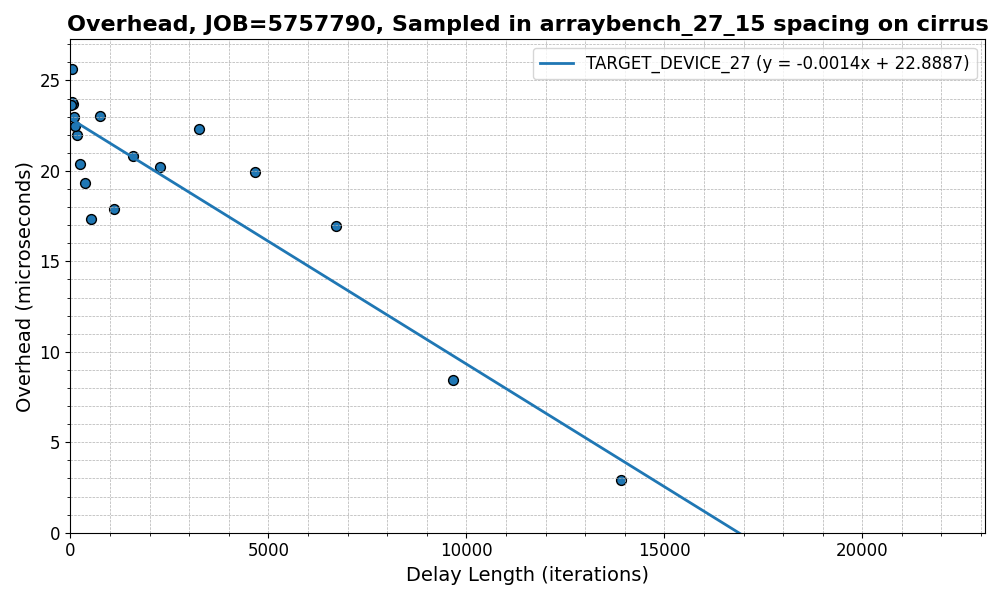 Overhead, JOB=5757790, Sampled in arraybench_27_15 spacing on cirrus
TARGET_DEVICE_27 (y = -0.0014x + 22.8887)
Overhead (microseconds)
25
20
15
10
5
0
0 5000 10000 15000 20000
Delay Length (iterations)